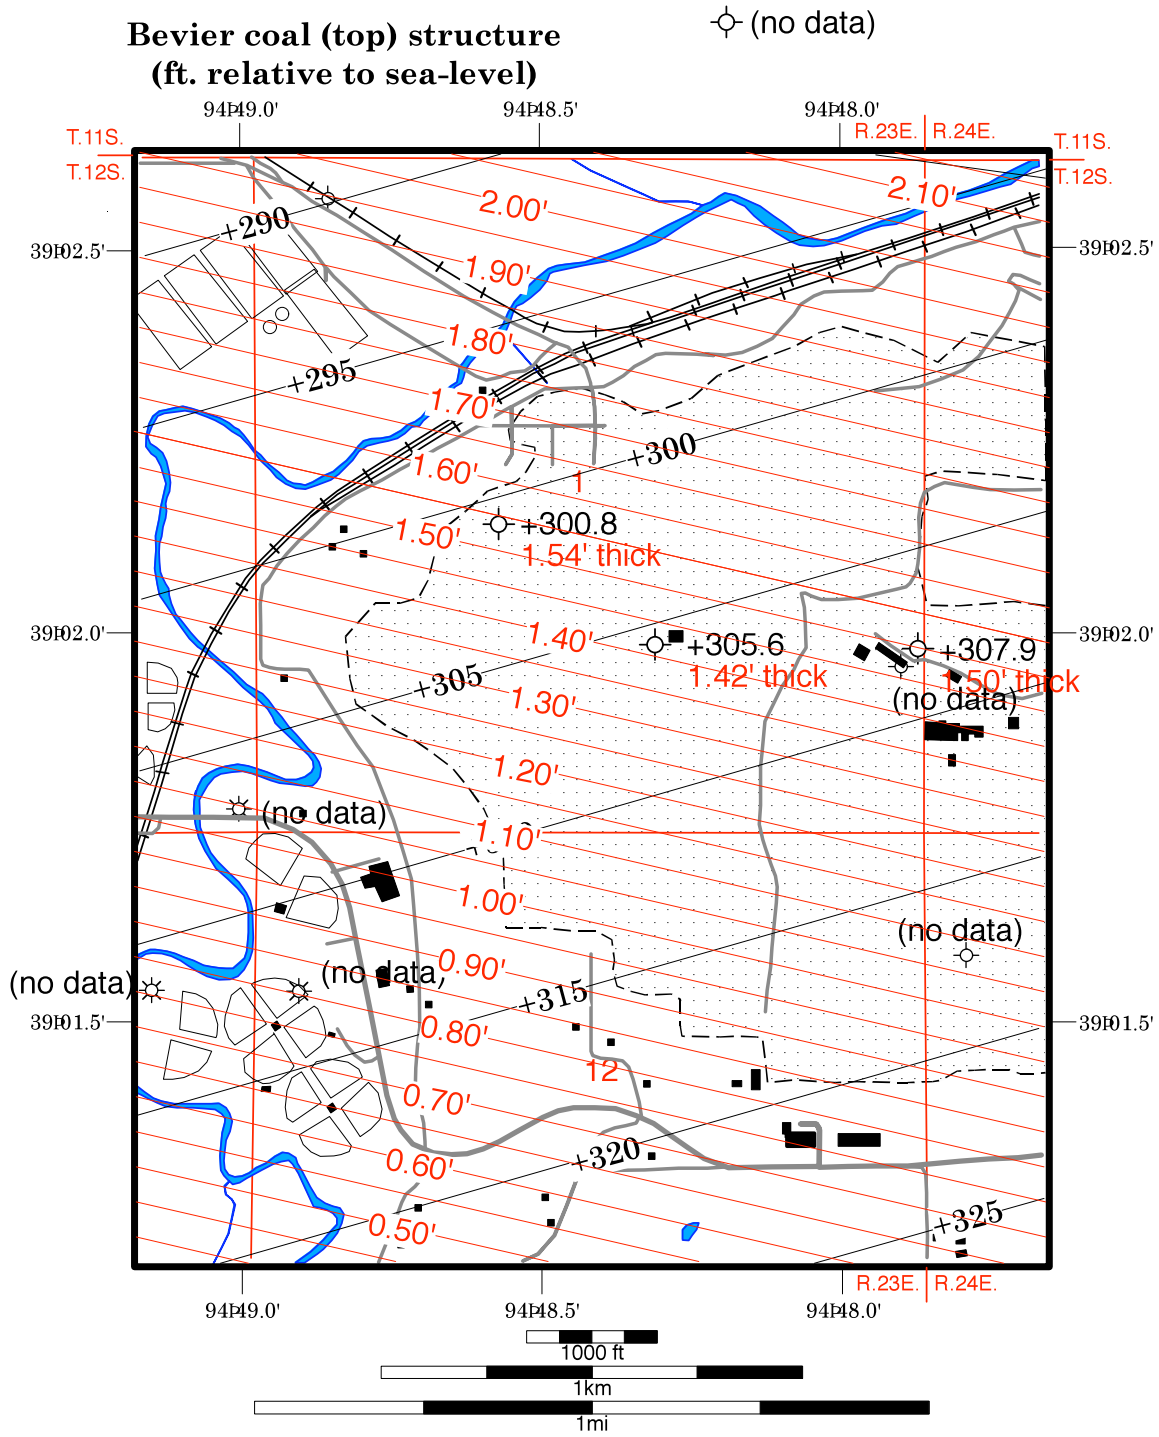 (no data)
Bevier coal (top) structure
(ft. relative to sea-level)
94Þ49.0'
94Þ48.5'
94Þ48.0'
R.23E.
R.24E.
T.11S.
T.11S.
T.12S.
T.12S.
2.10'
2.00'
+290
39Þ02.5'
39Þ02.5'
1.90'
1.80'
+295
1.70'
+300
1.60'
1
+300.8
1.50'
1.54' thick
39Þ02.0'
39Þ02.0'
1.40'
+305.6
+307.9
1.42' thick
1.50' thick
+305
1.30'
(no data)
1.20'
(no data)
1.10'
1.00'
(no data)
0.90'
(no data)
(no data)
+315
39Þ01.5'
39Þ01.5'
0.80'
12
0.70'
+320
0.60'
+325
0.50'
R.23E.
R.24E.
94Þ49.0'
94Þ48.5'
94Þ48.0'
1000 ft
1km
1mi